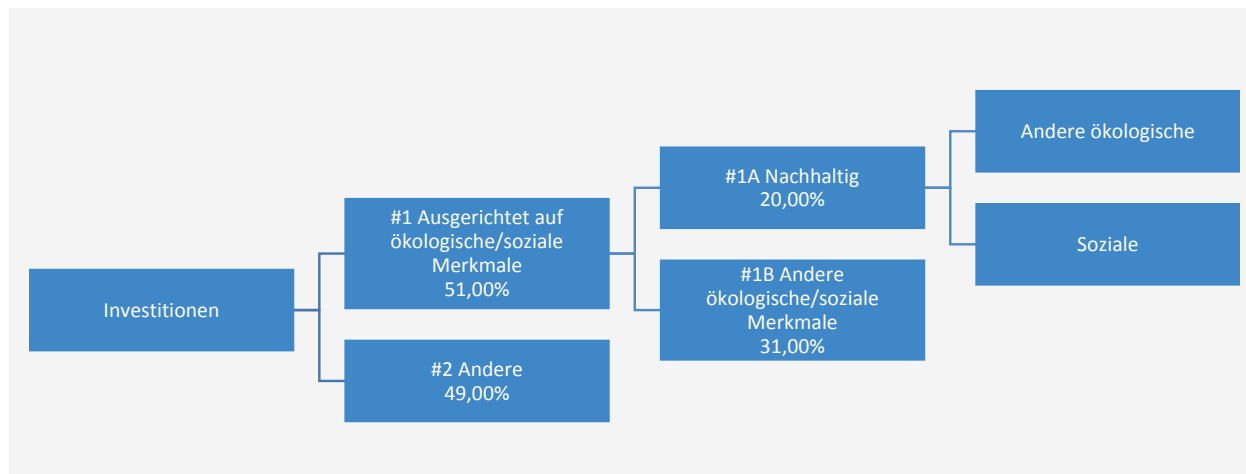 Investitionen
#1 Ausgerichtet auf
ökologische/soziale
Merkmale
51,00%
#2 Andere
49,00%
#1A Nachhaltig
20,00%
#1B Andere
ökologische/soziale
Merkmale
31,00%
Andere ökologische
Soziale